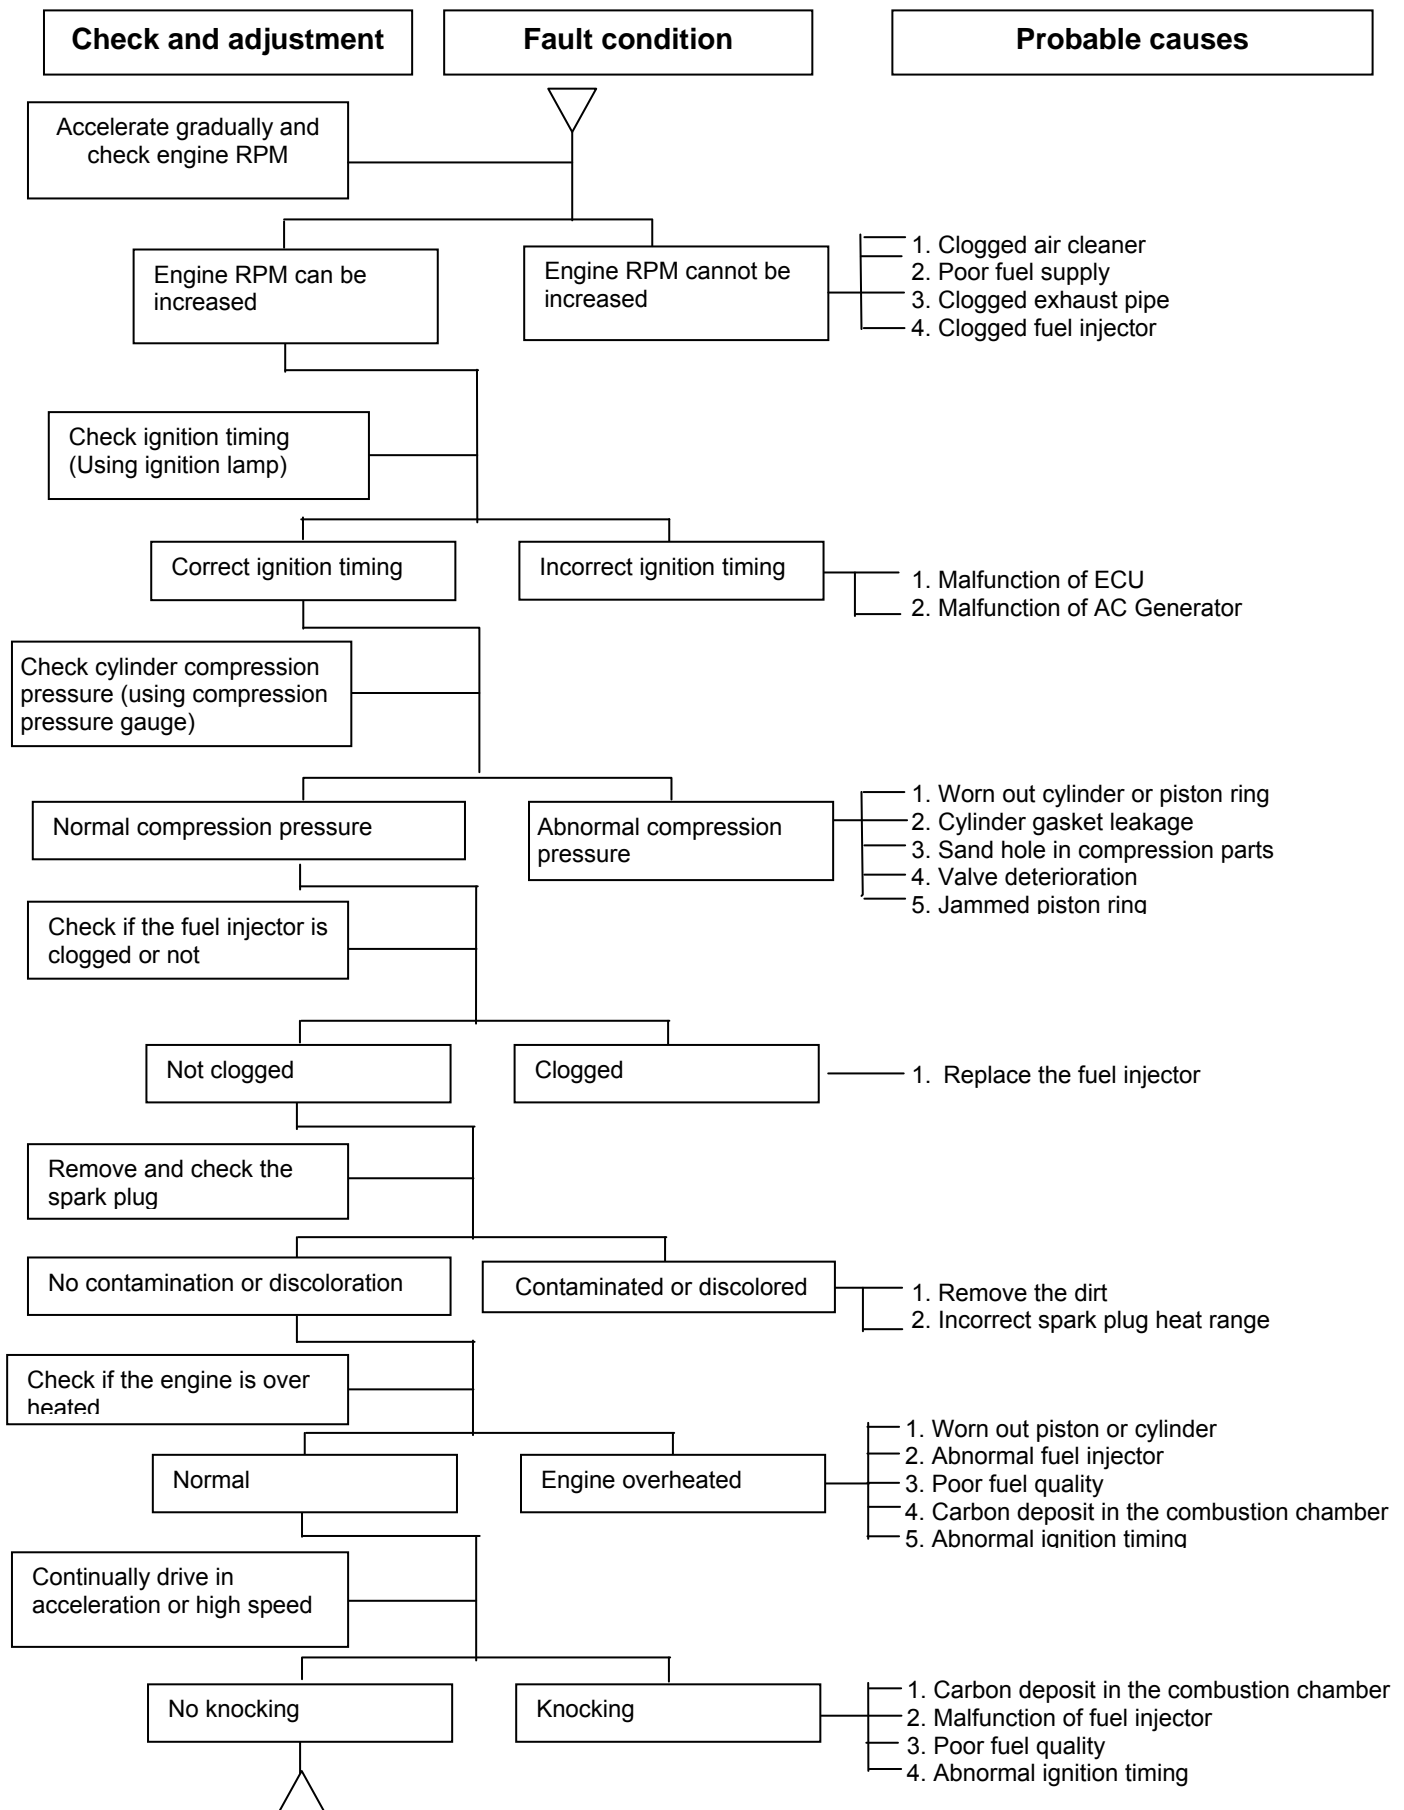 Check and adjustment
Fault condition
Probable causes
Accelerate gradually and
check engine RPM
Engine RPM can be
increased
Engine RPM cannot be
increased
1. Clogged air cleaner
2. Poor fuel supply
3. Clogged exhaust pipe
4. Clogged fuel injector
Check ignition timing
(Using ignition lamp)
Correct ignition timing
Incorrect ignition timing
1. Malfunction of ECU
2. Malfunction of AC Generator
Check cylinder compression
pressure (using compression
pressure gauge)
Normal compression pressure
Abnormal compression
pressure
1. Worn out cylinder or piston ring
2. Cylinder gasket leakage
3. Sand hole in compression parts
4. Valve deterioration
5. Jammed piston ring
Check if the fuel injector is
clogged or not
Not clogged
Clogged
1. Replace the fuel injector
Remove and check the
spark plug
No contamination or discoloration
Contaminated or discolored
1. Remove the dirt
2. Incorrect spark plug heat range
Check if the engine is over
heated
Normal
Engine overheated
1. Worn out piston or cylinder
2. Abnormal fuel injector
3. Poor fuel quality
4. Carbon deposit in the combustion chamber
5. Abnormal ignition timing
Continually drive in
acceleration or high speed
No knocking
Knocking
1. Carbon deposit in the combustion chamber
2. Malfunction of fuel injector
3. Poor fuel quality
4. Abnormal ignition timing